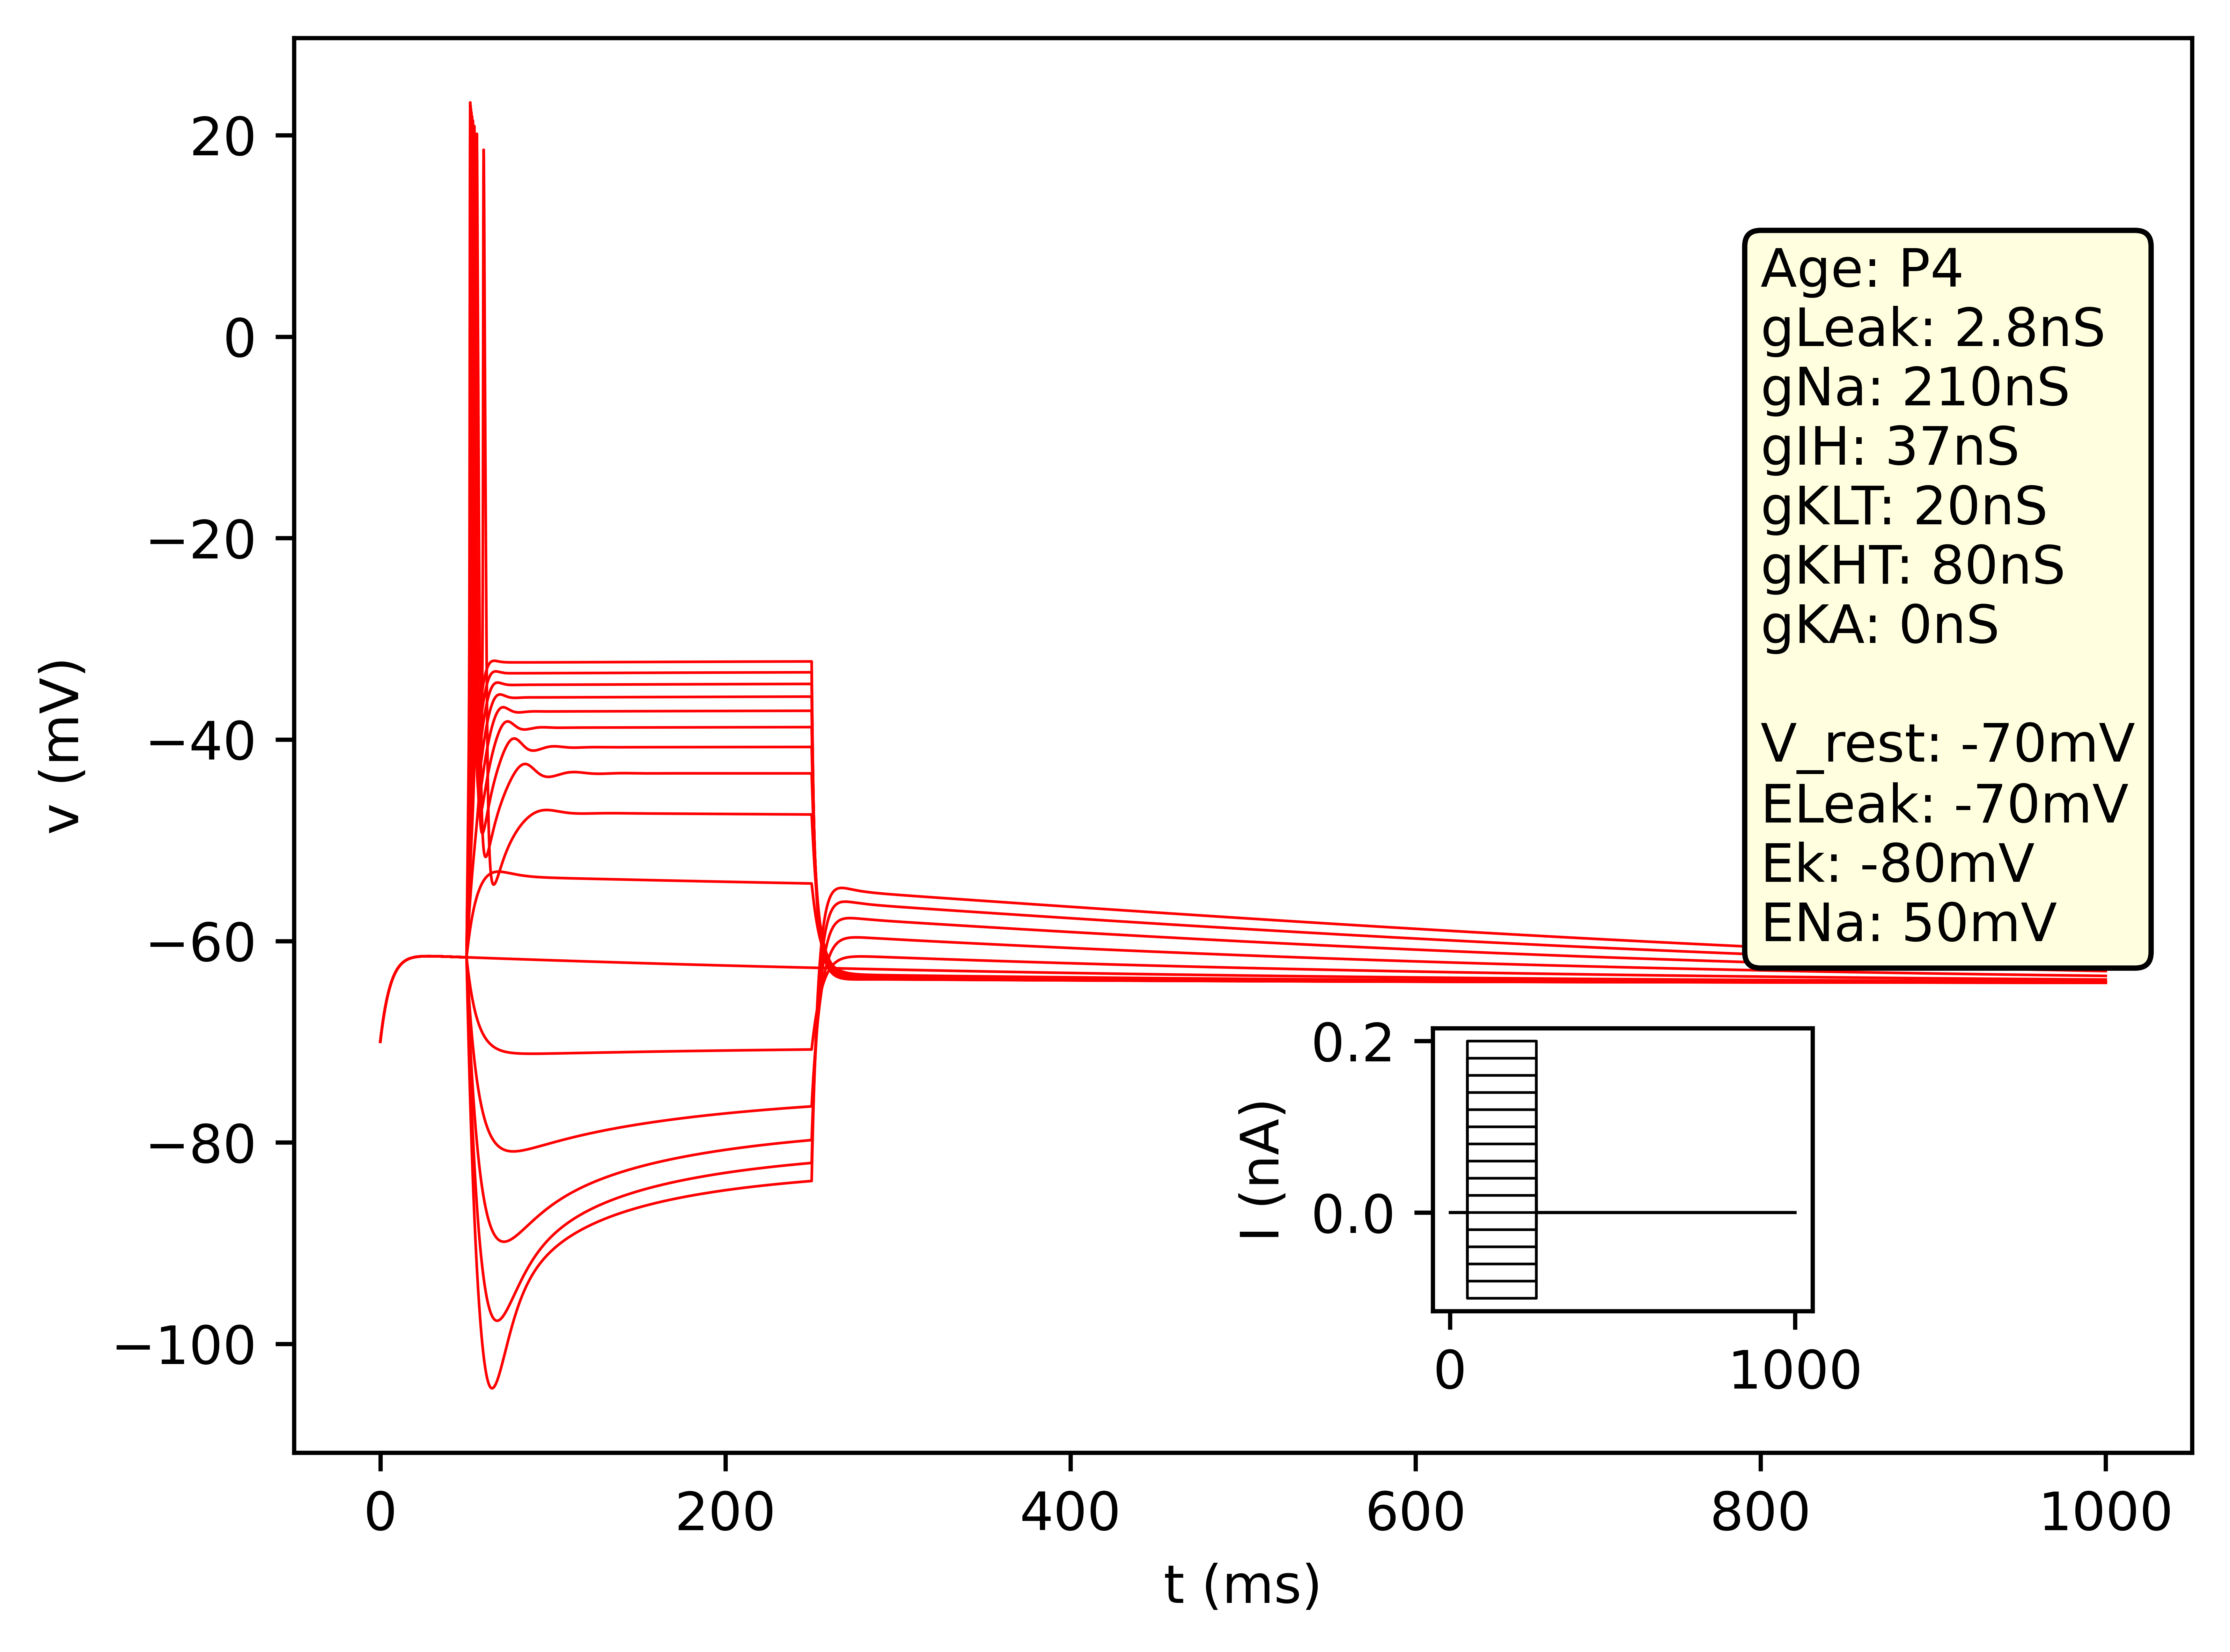 20
0
−20
−40
−60
−80
−100
v (mV)
0
200
400
600
800
1000
t (ms)
Age: P4
gLeak: 2.8nS
gNa: 210nS
gIH: 37nS
gKLT: 20nS
gKHT: 80nS
gKA: 0nS
V_rest: -70mV
ELeak: -70mV
Ek: -80mV
ENa: 50mV
0.2
0.0
I (nA)
0
1000